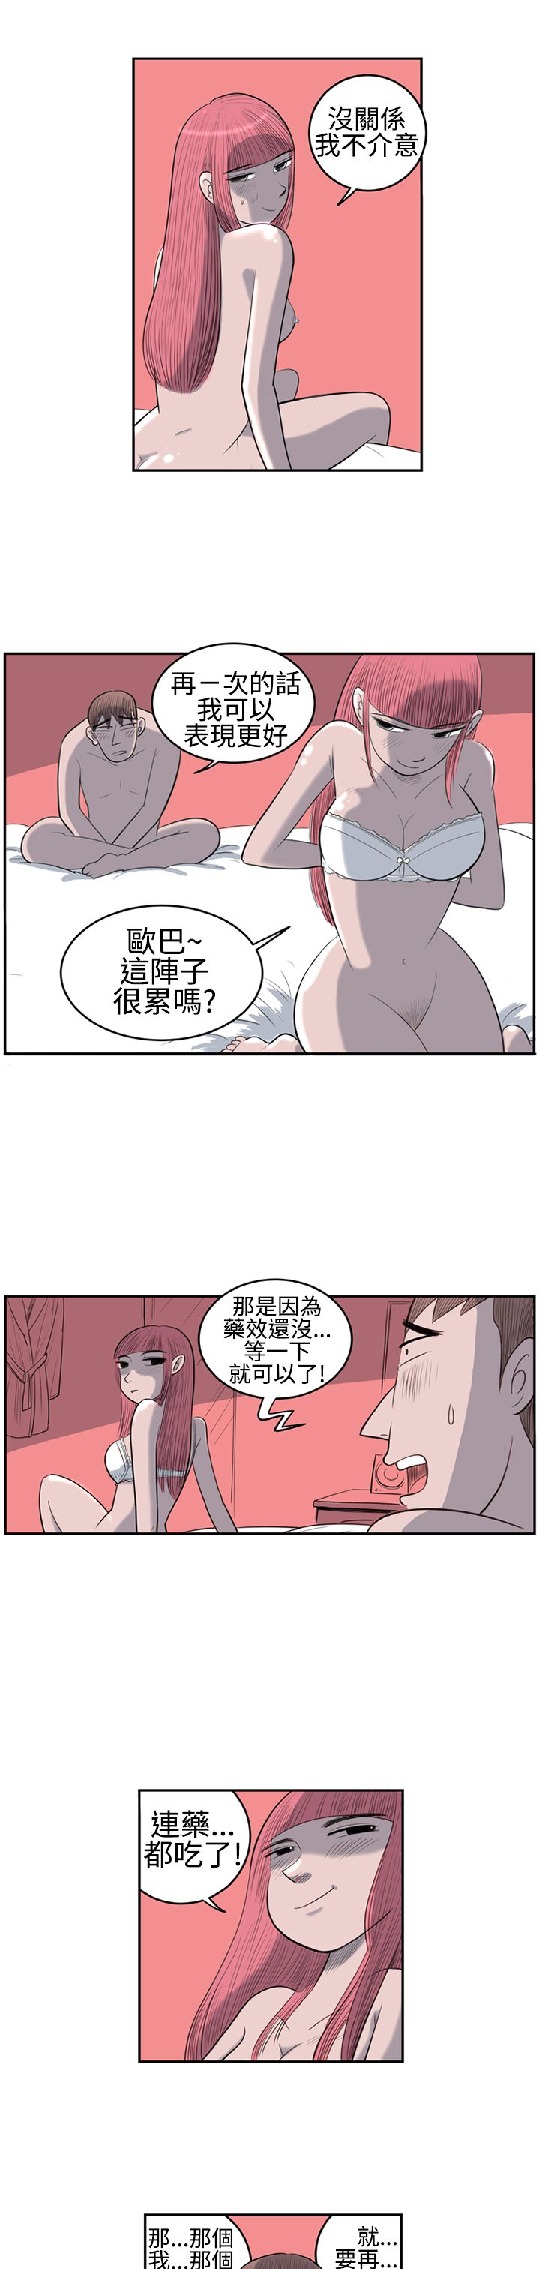 沒關係
我不介意
再一次的話
我可以
表現更好
歐巴~
這陣子
很累嗎?
那是因為
藥效還沒...
等一下
就可以了!
連藥...
都吃了!
就...
要再...
那...那個
我...那個